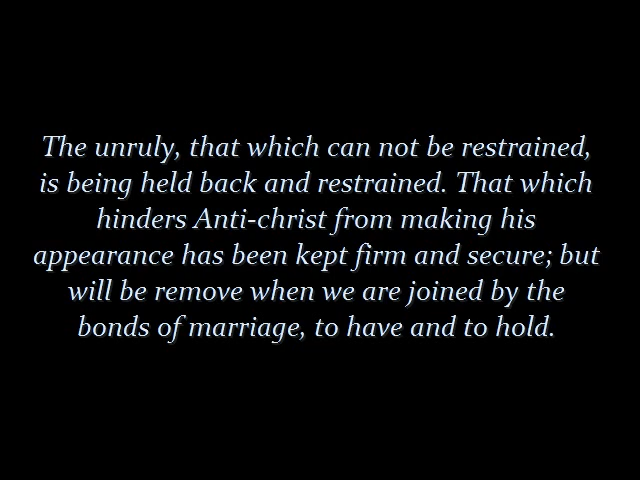 The unruly, that which can not be restrained,
is being held back and restrained. That which
hinders Anti-christ from making his
appearance has been kept firm and secure; but
will be remove when we are joined by the
bonds of marriage, to have and to hold.